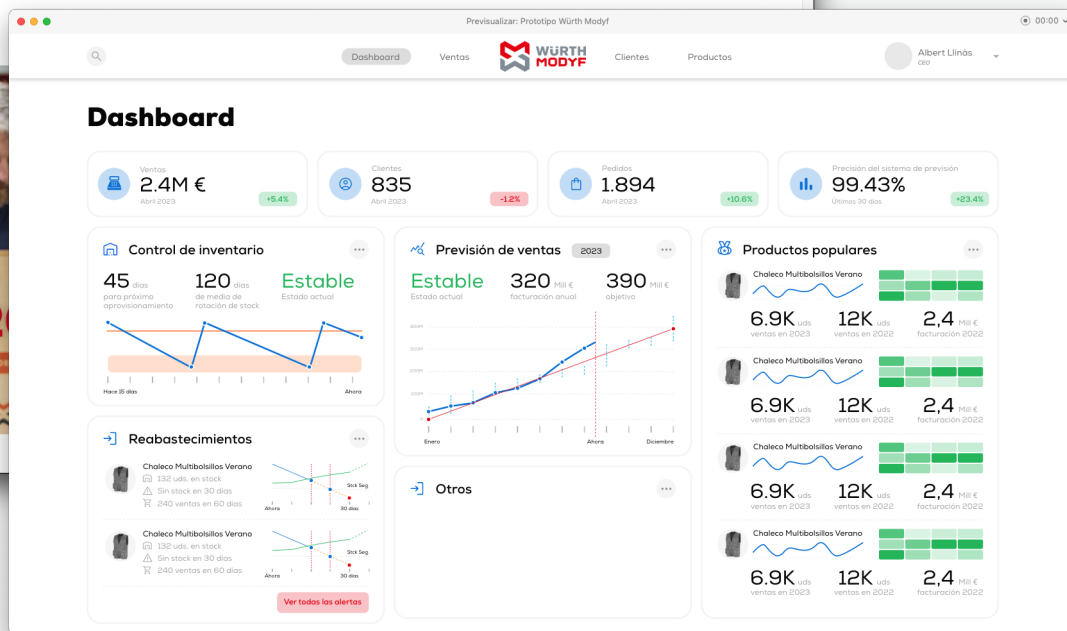 Previsualizar: Prototipo Würth Modyf
00:00
Dashboard
Ventas
WÜRTH
MODYF
Clientes
Productos
Albert Llinàs
CEO
Dashboard
Ventas
2.4M €
Abril 2023
+5.4%
Clientes
835
Abril 2023
-1.2%
Pedidos
1.894
Abril 2023
+10.6%
Precisión del sistema de previsión
99.43%
Últimos 30 días
+23.4%
Control de inventario
45 días
para próximo
aprovisionamiento
120 días
de media de
rotación de stock
Estable
Estado actual
Hace 15 días
Ahora
Previsión de ventas
2023
Estable
Estado actual
320 Mill €
facturación anual
390 Mill €
objetivo
400M
300M
200M
100M
0
Enero
Ahora
Diciembre
Productos populares
Chaleco Multibolsillos Verano
6.9K uds
ventas en 2023
12K uds
ventas en 2022
2,4 Mill €
facturación 2022
Chaleco Multibolsillos Verano
6.9K uds
ventas en 2023
12K uds
ventas en 2022
2,4 Mill €
facturación 2022
Chaleco Multibolsillos Verano
6.9K uds
ventas en 2023
12K uds
ventas en 2022
2,4 Mill €
facturación 2022
Chaleco Multibolsillos Verano
6.9K uds
ventas en 2023
12K uds
ventas en 2022
2,4 Mill €
facturación 2022
Reabastecimientos
Chaleco Multibolsillos Verano
132 uds. en stock
Sin stock en 30 días
240 ventas en 60 días
Stck Seg.
Ahora
30 días
Chaleco Multibolsillos Verano
132 uds. en stock
Sin stock en 30 días
240 ventas en 60 días
Stck Seg.
Ahora
30 días
Ver todas las alertas
Otros